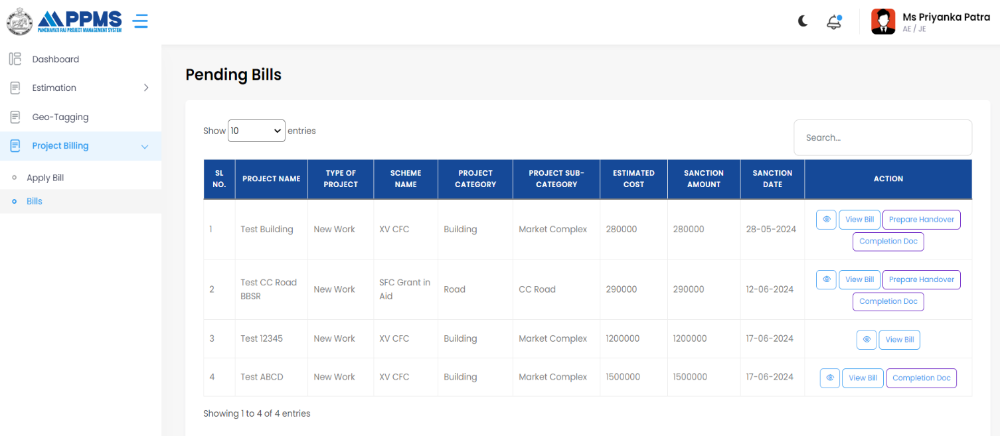 PPMS
PANCHAYATI RAJ PROJECT MANAGEMENT SYSTEM
Ms Priyanka Patra
AE / JE
Dashboard
Estimation
Geo-Tagging
Project Billing
Apply Bill
Bills
Pending Bills
Show 10 entries
Search...
SL NO. PROJECT NAME TYPE OF PROJECT SCHEME NAME PROJECT CATEGORY PROJECT SUB-CATEGORY ESTIMATED COST SANCTION AMOUNT SANCTION DATE ACTION
1 Test Building New Work XV CFC Building Market Complex 280000 280000 28-05-2024 View Bill Prepare Handover
Completion Doc
2 Test CC Road BBSR New Work SFC Grant in Aid Road CC Road 290000 290000 12-06-2024 View Bill Prepare Handover
Completion Doc
3 Test 12345 New Work XV CFC Building Market Complex 1200000 1200000 17-06-2024 View Bill
4 Test ABCD New Work XV CFC Building Market Complex 1500000 1500000 17-06-2024 View Bill Completion Doc
Showing 1 to 4 of 4 entries